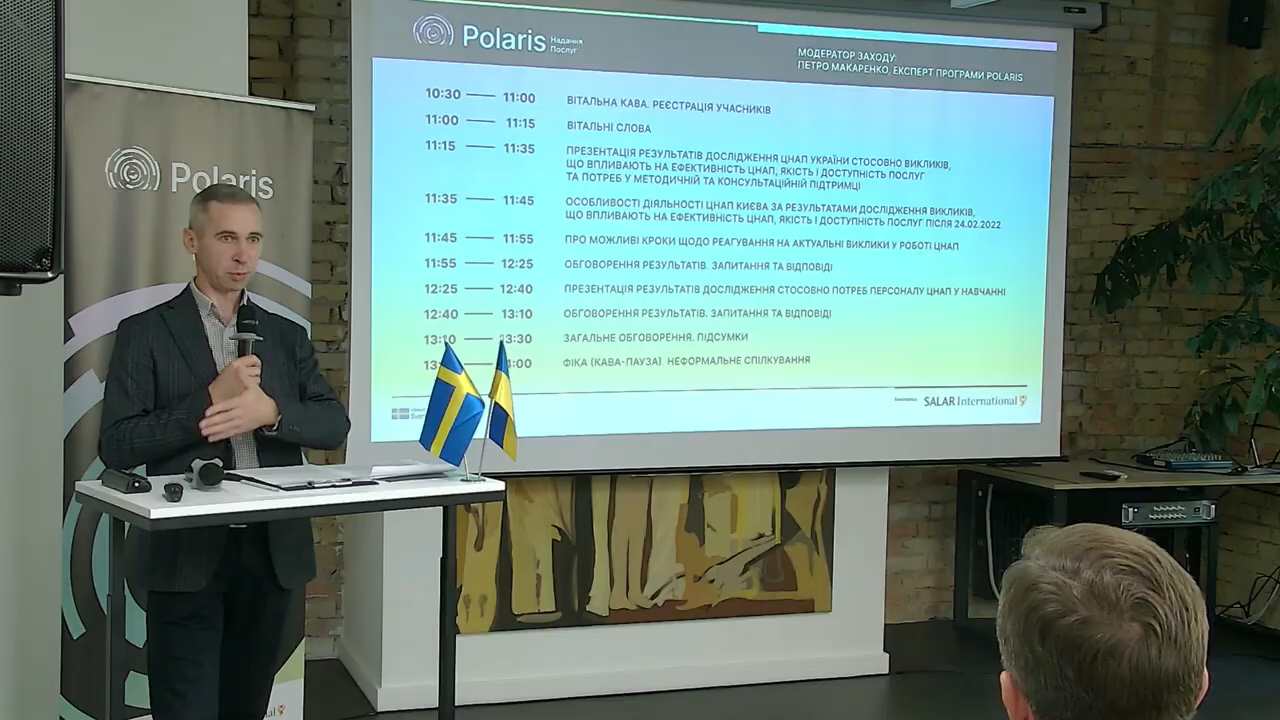 Polaris
Надання
Послуг
МОДЕРАТОР ЗАХОДУ:
ПЕТРО МАКАРЕНКО, ЕКСПЕРТ ПРОГРАМИ POLARIS
10:30 — 11:00 ВІТАЛЬНА КАВА. РЕЄСТРАЦІЯ УЧАСНИКІВ
11:00 — 11:15 ВІТАЛЬНІ СЛОВА
11:15 — 11:35 ПРЕЗЕНТАЦІЯ РЕЗУЛЬТАТІВ ДОСЛІДЖЕННЯ ЦНАП УКРАЇНИ СТОСОВНО ВИКЛИКІВ,
ЩО ВПЛИВАЮТЬ НА ЕФЕКТИВНІСТЬ ЦНАП, ЯКІСТЬ І ДОСТУПНІСТЬ ПОСЛУГ
ТА ПОТРЕБ У МЕТОДИЧНІЙ ТА КОНСУЛЬТАЦІЙНІЙ ПІДТРИМЦІ
11:35 — 11:45 ОСОБЛИВОСТІ ДІЯЛЬНОСТІ ЦНАП КИЄВА ЗА РЕЗУЛЬТАТАМИ ДОСЛІДЖЕННЯ ВИКЛИКІВ,
ЩО ВПЛИВАЮТЬ НА ЕФЕКТИВНІСТЬ ЦНАП, ЯКІСТЬ І ДОСТУПНІСТЬ ПОСЛУГ ПІСЛЯ 24.02.2022
11:45 — 11:55 ПРО МОЖЛИВІ КРОКИ ЩОДО РЕАГУВАННЯ НА АКТУАЛЬНІ ВИКЛИКИ У РОБОТІ ЦНАП
11:55 — 12:25 ОБГОВОРЕННЯ РЕЗУЛЬТАТІВ. ЗАПИТАННЯ ТА ВІДПОВІДІ
12:25 — 12:40 ПРЕЗЕНТАЦІЯ РЕЗУЛЬТАТІВ ДОСЛІДЖЕННЯ СТОСОВНО ПОТРЕБ ПЕРСОНАЛУ ЦНАП У НАВЧАННІ
12:40 — 13:10 ОБГОВОРЕННЯ РЕЗУЛЬТАТІВ. ЗАПИТАННЯ ТА ВІДПОВІДІ
13:10 — 13:30 ЗАГАЛЬНЕ ОБГОВОРЕННЯ. ПІДСУМКИ
ФІКА (КАВА-ПАУЗА). НЕФОРМАЛЬНЕ СПІЛКУВАННЯ
SALAR International
Polaris